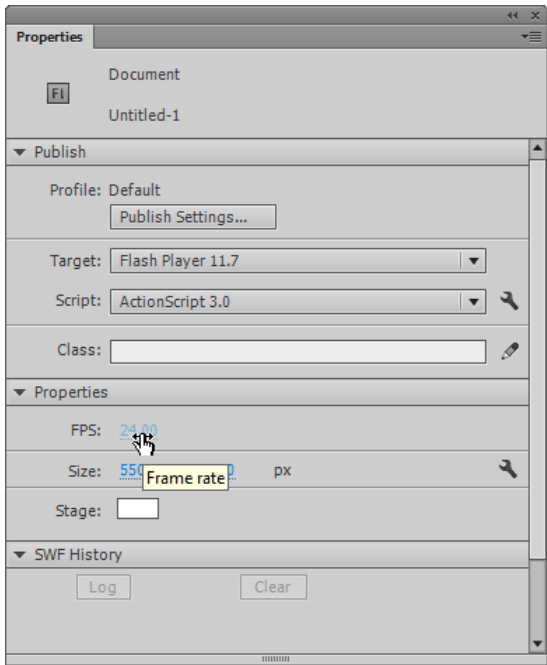 Properties
Fl
Document
Untitled-1
Publish
Profile: Default
Publish Settings...
Target: Flash Player 11.7
Script: ActionScript 3.0
Class:
Properties
FPS: 24.00
Size: 550 px
Frame rate
Stage:
SWF History
Log Clear